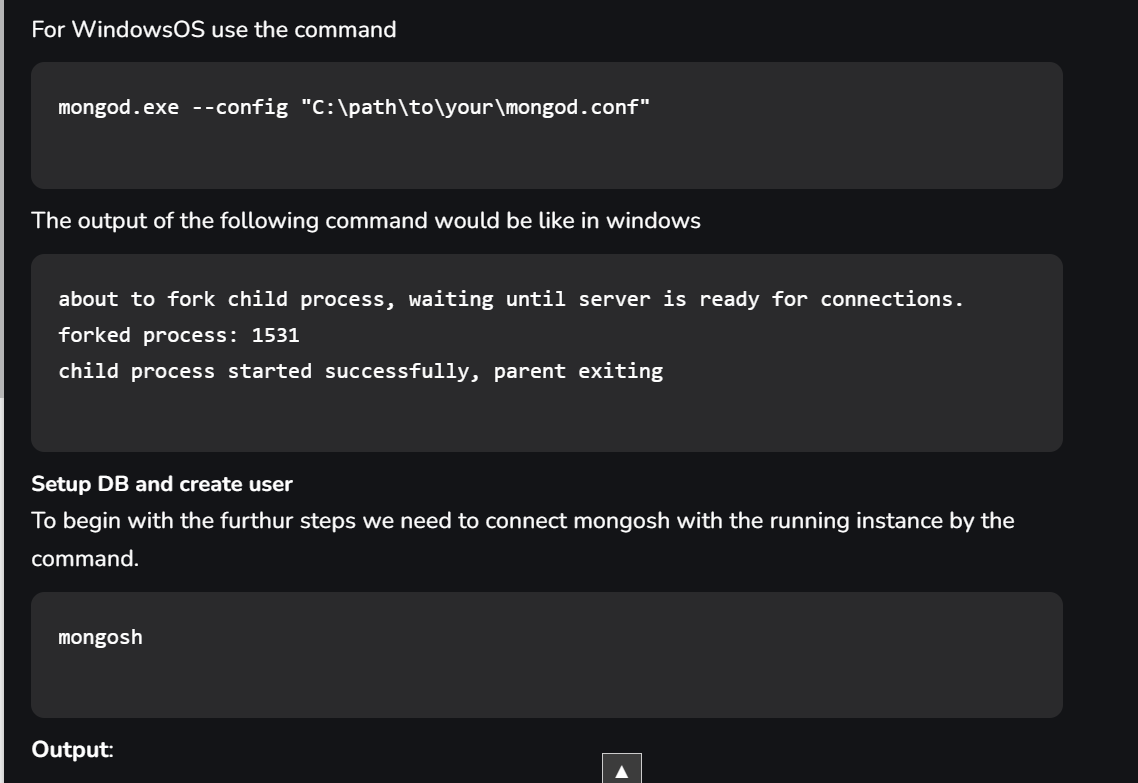 For WindowsOS use the command
mongod.exe --config "C:\path\to\your\mongod.conf"
The output of the following command would be like in windows
about to fork child process, waiting until server is ready for connections.
forked process: 1531
child process started successfully, parent exiting
Setup DB and create user
To begin with the furthur steps we need to connect mongosh with the running instance by the
command.
mongosh
Output: